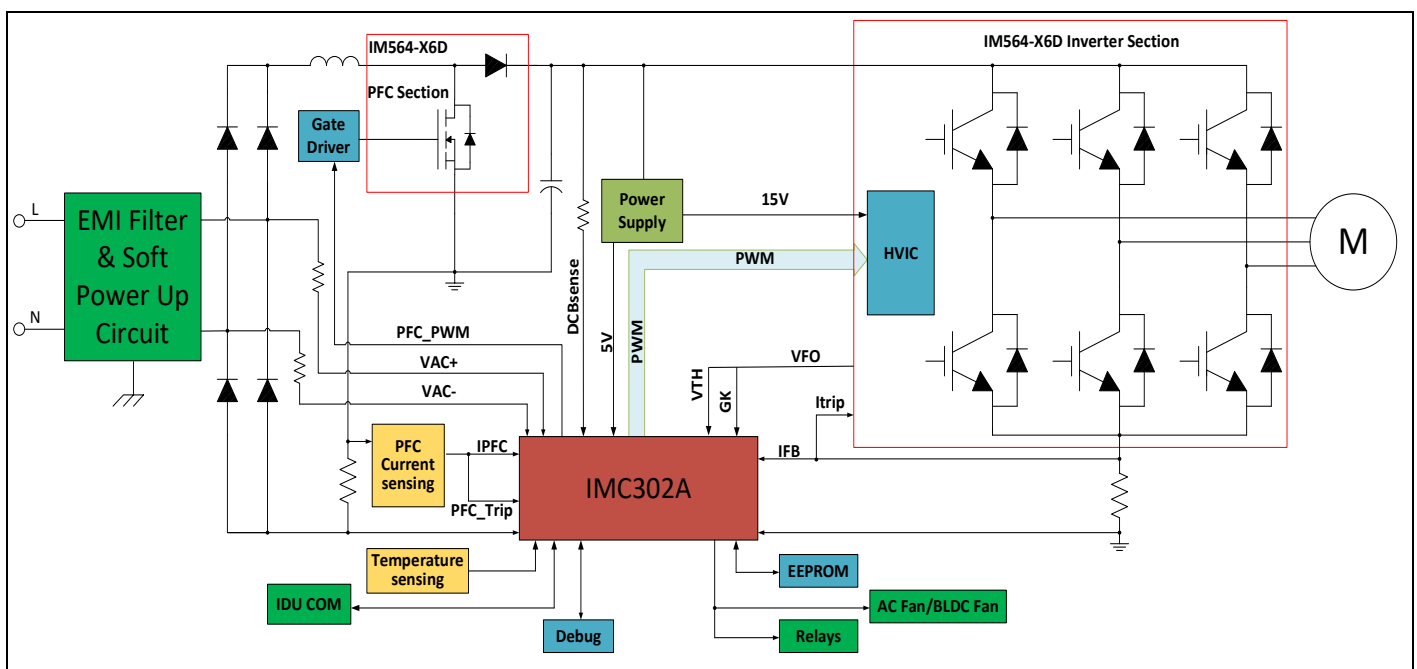 IM564-X6D
IM564-X6D Inverter Section
PFC Section
Gate
Driver
L
EMI Filter
& Soft
Power Up
Circuit
N
Power
Supply
15V
HVIC
PWM
M
DCBsense
5V
PWM
PFC_PWM
VAC+
VAC-
VFO
VTH
GK
Itrip
PFC
Current
sensing
IPFC
PFC_Trip
IMC302A
IFB
Temperature
sensing
EEPROM
IDU COM
AC Fan/BLDC Fan
Debug
Relays